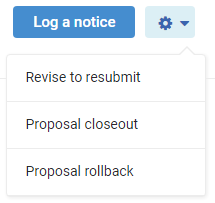 Log a notice
Revise to resubmit
Proposal closeout
Proposal rollback